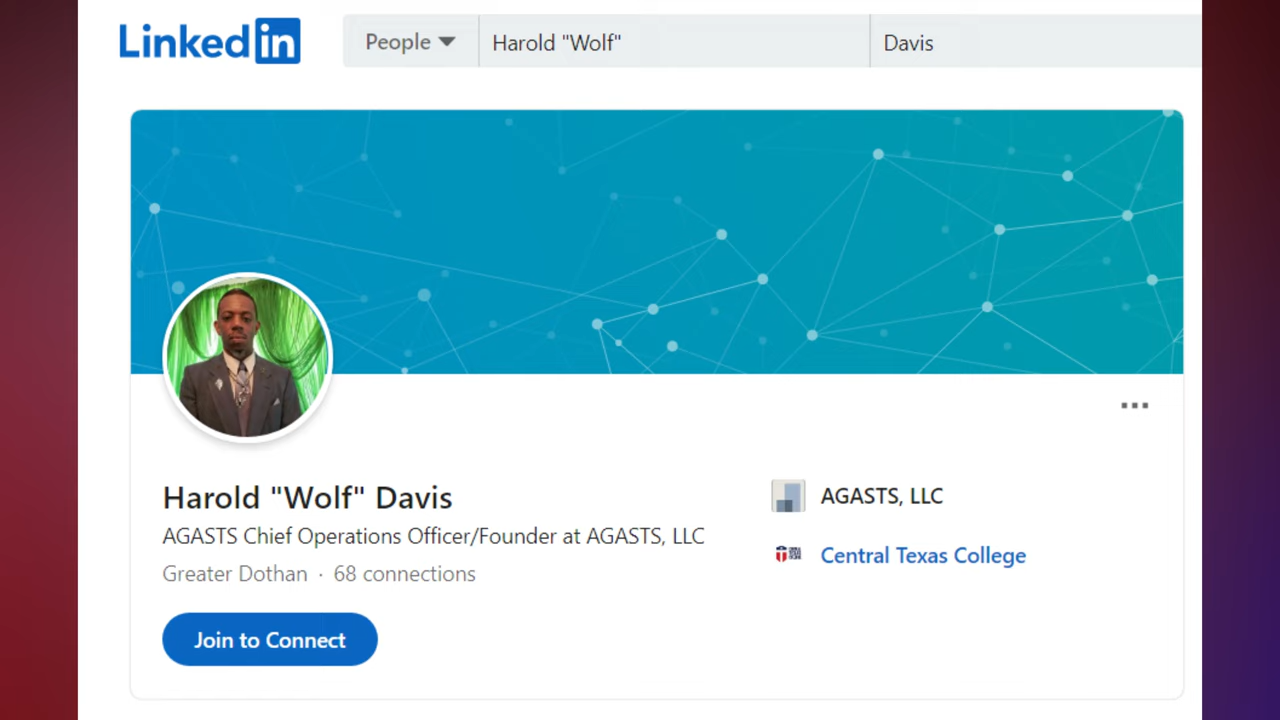 Linkedin
People
Harold "Wolf"
Davis
Harold "Wolf" Davis
AGASTS Chief Operations Officer/Founder at AGASTS, LLC
Greater Dothan · 68 connections
Join to Connect
AGASTS, LLC
Central Texas College